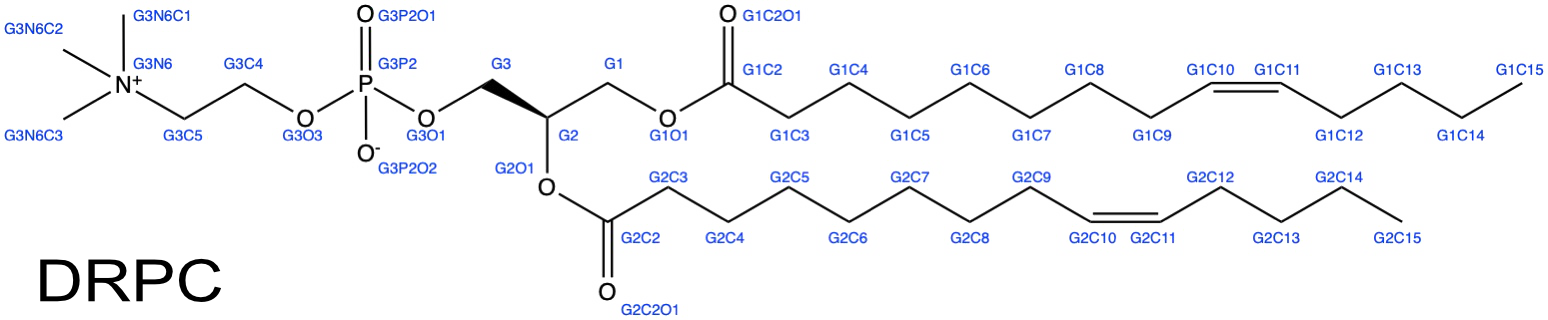 G3N6C1 G3P2O1 O O G1C2O1
G3N6C2 G3N6 G3C4 G3P2 G3 G1 G1C2 G1C4 G1C6 G1C8 G1C10 G1C11 G1C13 G1C15
N+ P
O O O
G3N6C3 G3C5 G3O3 G3O1 G2 G1O1 G1C3 G1C5 G1C7 G1C9 G1C12 G1C14
O- G3P2O2
G2O1 G2C3 G2C5 G2C7 G2C9 G2C12 G2C14
O
G2C2 G2C4 G2C6 G2C8 G2C10 G2C11 G2C13 G2C15
DRPC
O
G2C2O1